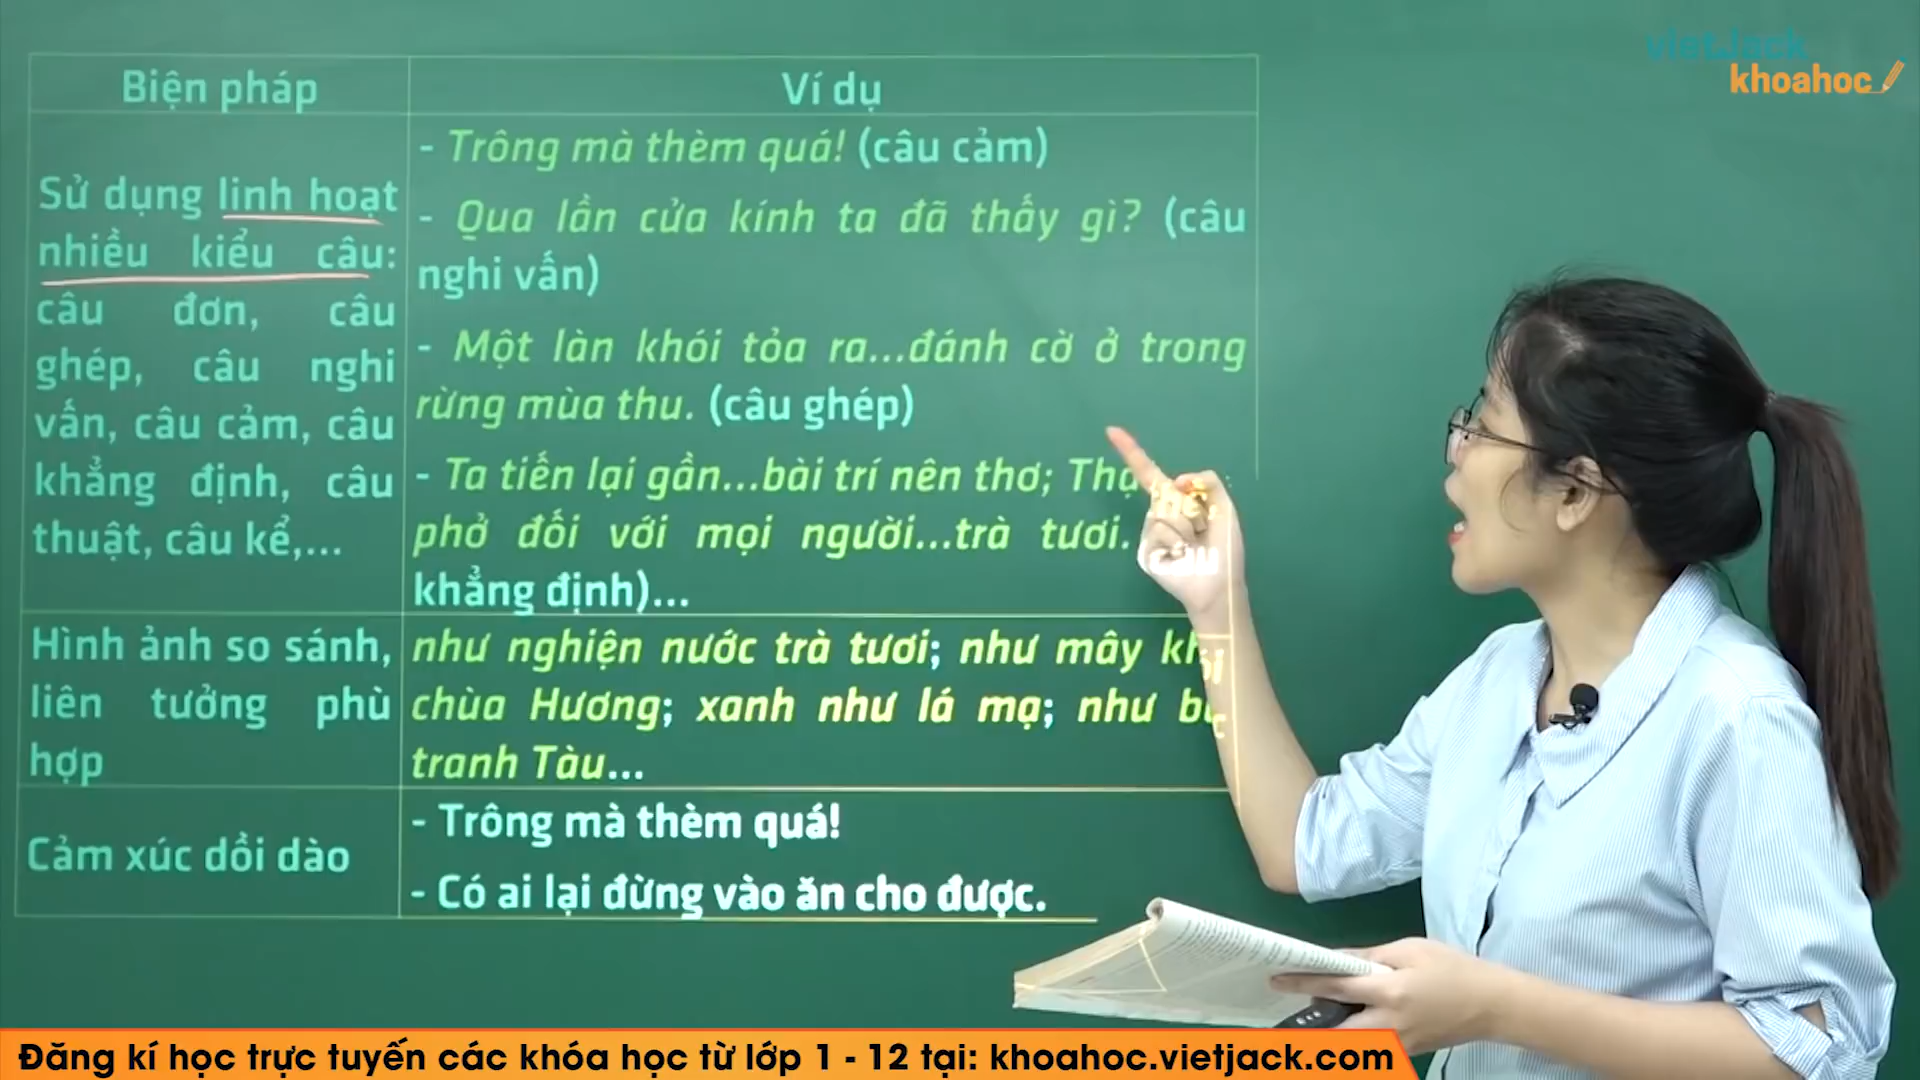 vietJack
khoahoc
Biện pháp
Ví dụ
Sử dụng linh hoạt
nhiều kiểu câu:
câu đơn, câu
ghép, câu nghi
vấn, câu cảm, câu
khẳng định, câu
thuật, câu kể,...
- Trông mà thèm quá! (câu cảm)
- Qua lần cửa kính ta đã thấy gì? (câu
nghi vấn)
- Một làn khói tỏa ra...đánh cờ ở trong
rừng mùa thu. (câu ghép)
- Ta tiến lại gần...bài trí nên thơ; Thạ
phở đối với mọi người...trà tươi. câu
khẳng định)...
Hình ảnh so sánh,
liên tưởng phù
hợp
như nghiện nước trà tươi; như mây khói
chùa Hương; xanh như lá mạ; như bức
tranh Tàu...
Cảm xúc dồi dào
- Trông mà thèm quá!
- Có ai lại đừng vào ăn cho được.
Đăng kí học trực tuyến các khóa học từ lớp 1 - 12 tại: khoahoc.vietjack.com